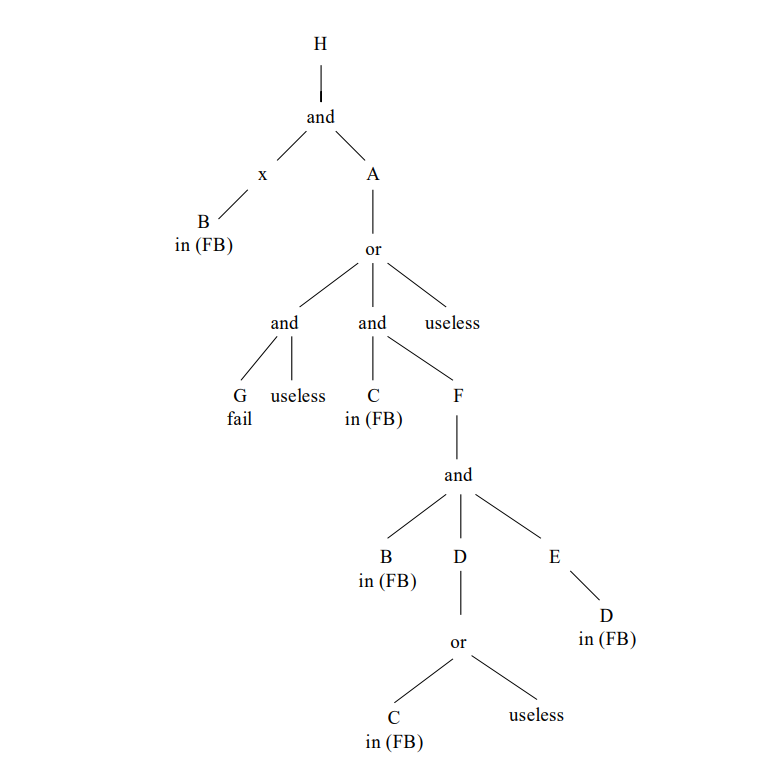 H
and
x
A
B
in (FB)
or
and
and
useless
G
fail
useless
C
in (FB)
F
and
B
in (FB)
D
E
D
in (FB)
or
C
in (FB)
useless